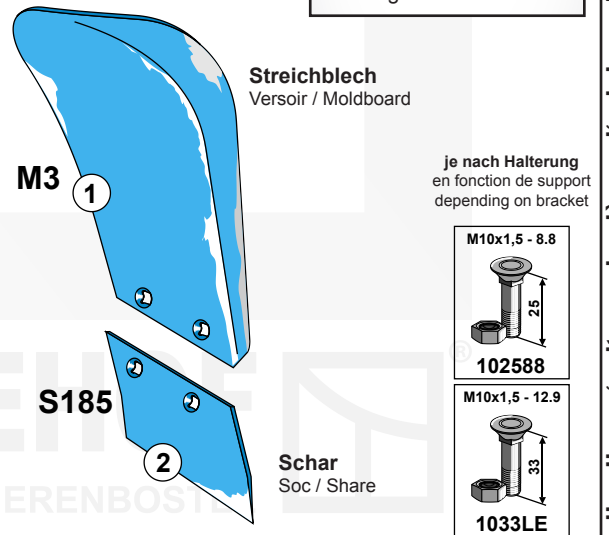 Streichblech
Versoir / Moldboard
M3
1
je nach Halterung
en fonction de support
depending on bracket
M10x1,5 - 8.8
25
102588
S185
2
Schar
Soc / Share
M10x1,5 - 12.9
33
1033LE
®
ERENBOST